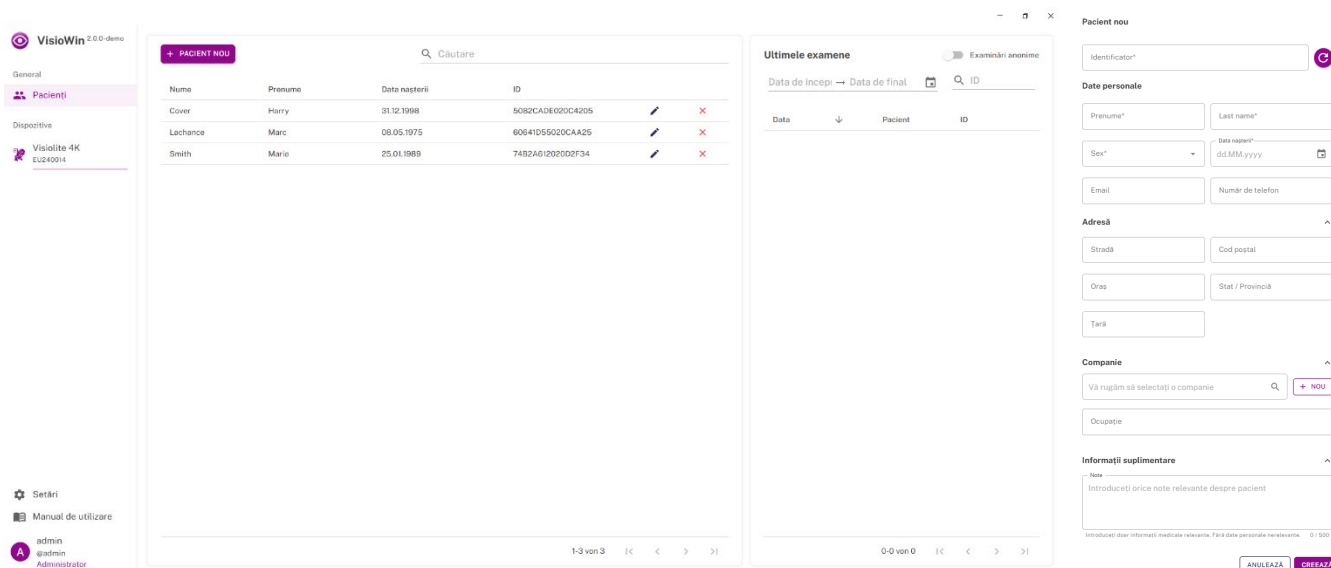 VisioWin 2.0.0-demo
General
Pacienți
Dispozitive
Visiolite 4K
EU240014
Setări
Manual de utilizare
A
admin
@admin
Administrator
+ PACIENT NOU
Căutare
Nume Prenume Data nașterii ID
Cover Harry 31.12.1998 5082CADE020C4205
Lachance Marc 08.05.1975 60641D55020CAA25
Smith Marie 25.01.1989 74B2A612020D2F34
1-3 von 3
Ultimele examene
Examinări anonime
Data de încep → Data de final
ID
Data Pacient ID
0-0 von 0
Pacient nou
Identificator*
Date personale
Prenume* Last name*
Sex*
Data nașterii*
dd.MM.yyyy
Email Număr de telefon
Adresă
Stradă Cod poștal
Oraș Stat / Provincă
Țară
Companie
Vă rugăm să selectați o companie
+ NOU
Ocupație
Informații suplimentare
Note
Introduceți orice note relevante despre pacient
Introduceți doar informații medicale relevante. Fără date personale nerelevante. 0 / 500
ANULEAZĂ CREEAZĂ